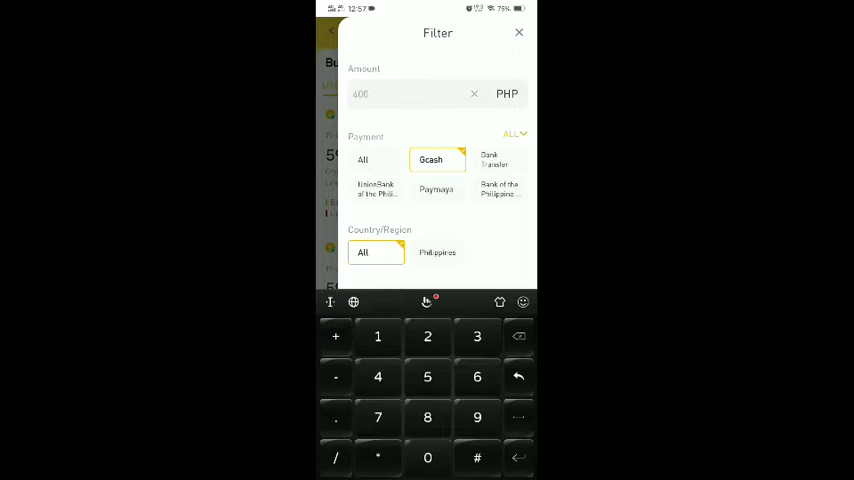 12:57
75%
Filter
Amount
400
PHP
Payment
ALL
All
Gcash
Bank
Transfer
UnionBank
of the Phili...
Paymaya
Bank of the
Philippine ...
Country/Region
All
Philippines
+
1
2
3
-
4
5
6
.
7
8
9
/
*
0
#